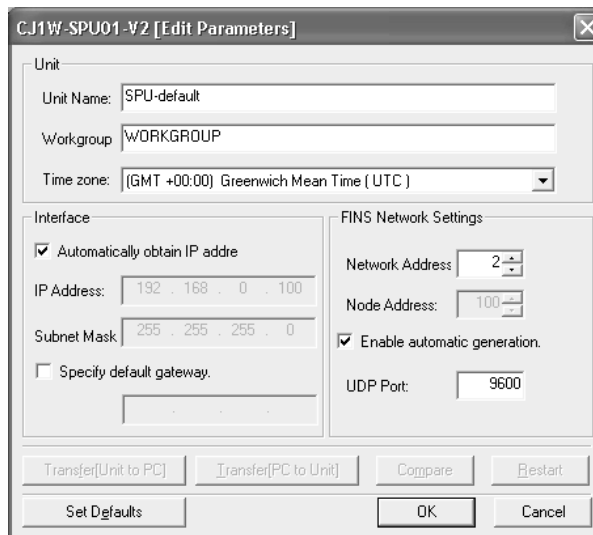 CJ1W-SPU01-V2 [Edit Parameters]
Unit
Unit Name: SPU-default
Workgroup WORKGROUP
Time zone: (GMT +00:00) Greenwich Mean Time ( UTC )
Interface
Automatically obtain IP addre
IP Address: 192 . 168 . 0 . 100
Subnet Mask 255 . 255 . 255 . 0
Specify default gateway.
. . .
FINS Network Settings
Network Address 2
Node Address: 100
Enable automatic generation.
UDP Port: 9600
Transfer[Unit to PC] Transfer[PC to Unit] Compare Restart
Set Defaults OK Cancel